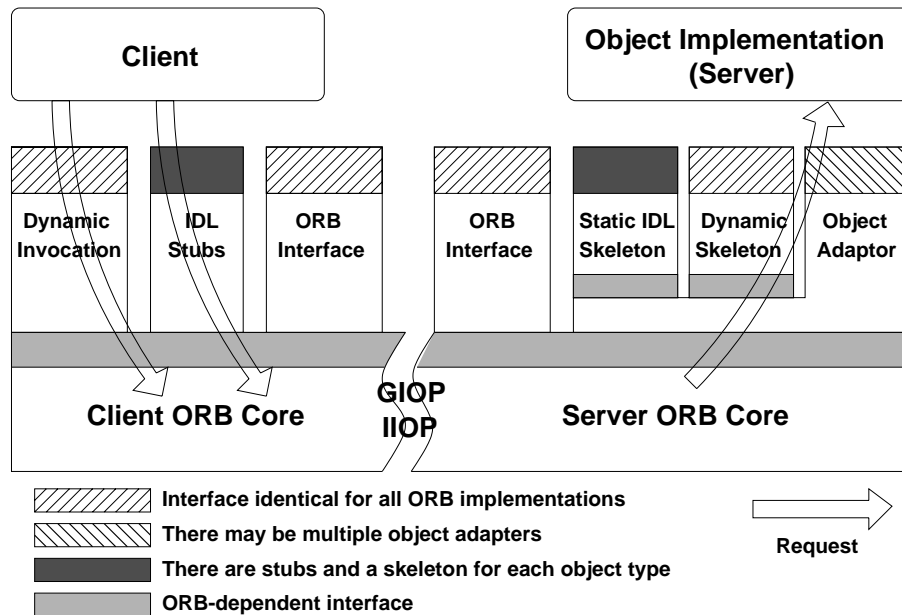 Client
Object Implementation
(Server)
Dynamic
Invocation
IDL
Stubs
ORB
Interface
ORB
Interface
Static IDL
Skeleton
Dynamic
Skeleton
Object
Adaptor
Client ORB Core
GIOP
IIOP
Server ORB Core
Interface identical for all ORB implementations
There may be multiple object adapters
There are stubs and a skeleton for each object type
ORB-dependent interface
Request